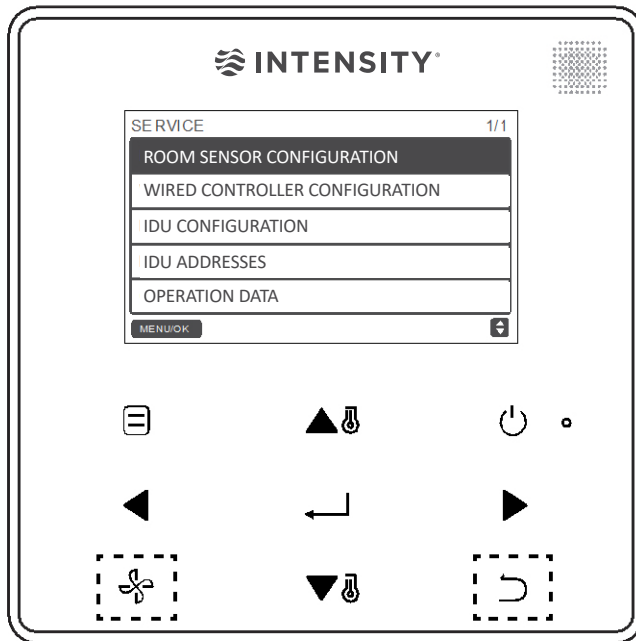 INTENSITY®
SERVICE 1/1
ROOM SENSOR CONFIGURATION
WIRED CONTROLLER CONFIGURATION
IDU CONFIGURATION
IDU ADDRESSES
OPERATION DATA
MENU/OK